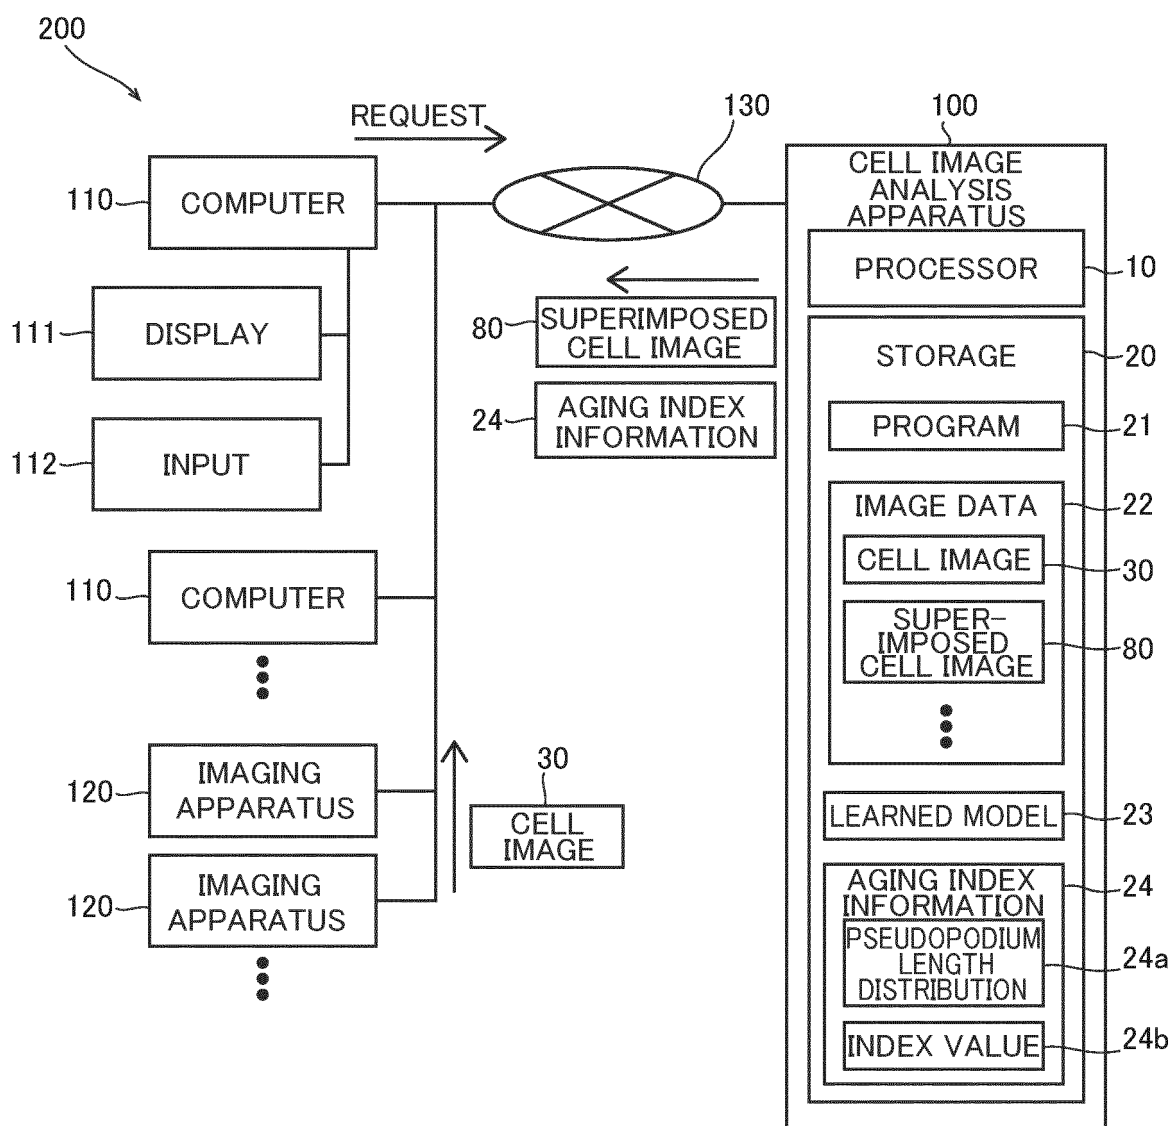 200
REQUEST
130
100
110
COMPUTER
CELL IMAGE
ANALYSIS
APPARATUS
PROCESSOR
10
111
DISPLAY
80
SUPERIMPOSED
CELL IMAGE
STORAGE
20
24
AGING INDEX
INFORMATION
PROGRAM
21
112
INPUT
IMAGE DATA
22
CELL IMAGE
30
110
COMPUTER
SUPER-
IMPOSED
CELL IMAGE
80
120
IMAGING
APPARATUS
30
CELL
IMAGE
LEARNED MODEL
23
120
IMAGING
APPARATUS
AGING INDEX
INFORMATION
24
PSEUDOPODIUM
LENGTH
DISTRIBUTION
24a
INDEX VALUE
24b